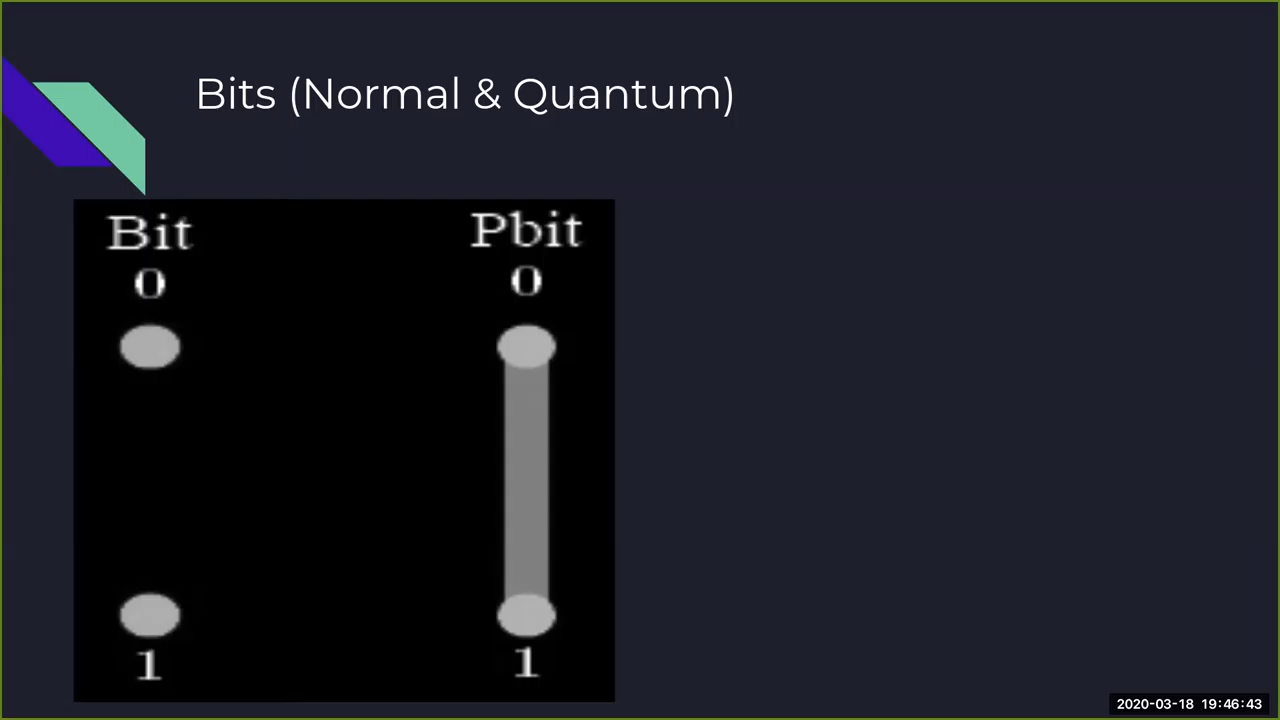 Bits (Normal & Quantum)
Bit
0
1
Pbit
0
1
2020-03-18 19:46:43